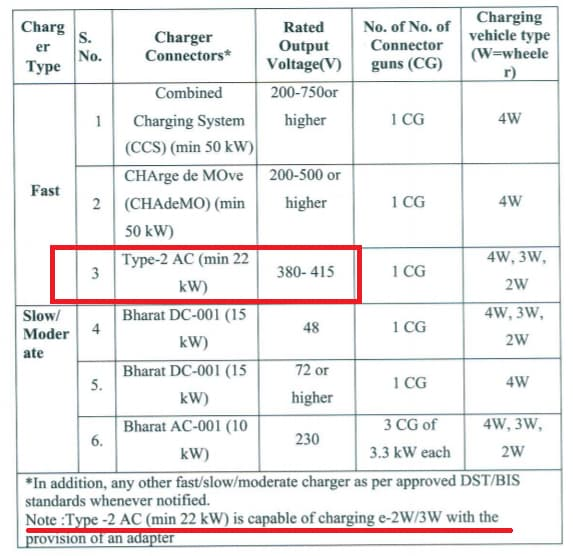 Charg
er
Type
S.
No.
Charger
Connectors*
Rated
Output
Voltage(V)
No. of No. of
Connector
guns (CG)
Charging
vehicle type
(W=wheele
r)
Fast
1
Combined
Charging System
(CCS) (min 50 kW)
200-750or
higher
1 CG
4W
2
CHArge de MOve
(CHAdeMO) (min
50 kW)
200-500 or
higher
1 CG
4W
3
Type-2 AC (min 22
kW)
380- 415
1 CG
4W, 3W,
2W
Slow/
Moder
ate
4
Bharat DC-001 (15
kW)
48
1 CG
4W, 3W,
2W
5.
Bharat DC-001 (15
kW)
72 or
higher
1 CG
4W
6.
Bharat AC-001 (10
kW)
230
3 CG of
3.3 kW each
4W, 3W,
2W
*In addition, any other fast/slow/moderate charger as per approved DST/BIS
standards whenever notified.
Note :Type -2 AC (min 22 kW) is capable of charging e-2W/3W with the
provision of an adapter